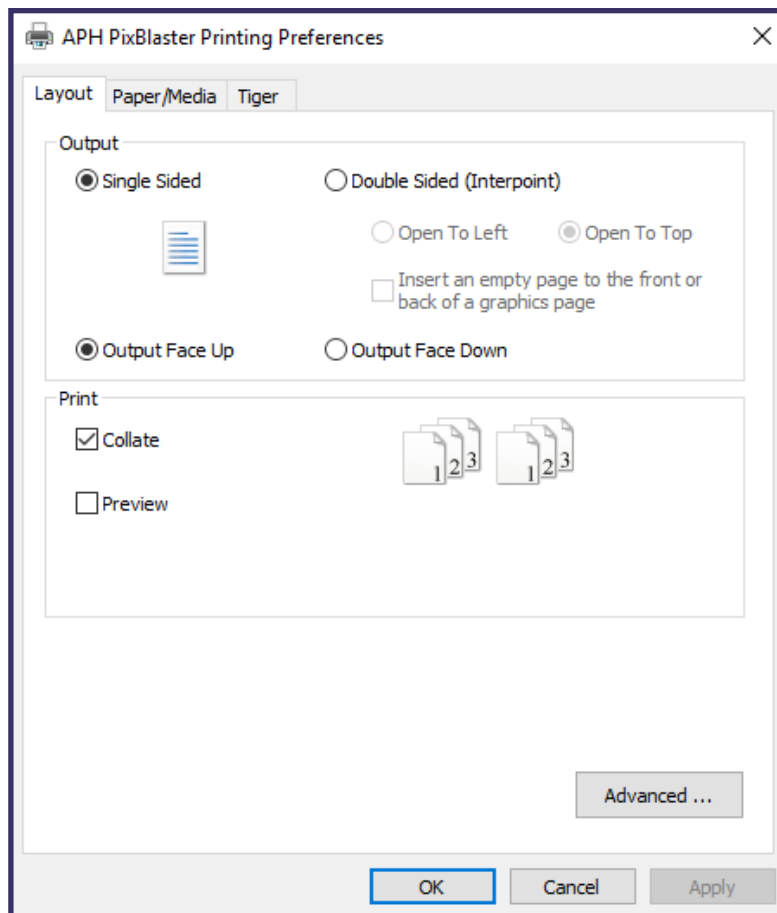 APH PixBlaster Printing Preferences
Layout Paper/Media Tiger
Output
Single Sided Double Sided (Interpoint)
Open To Left Open To Top
Insert an empty page to the front or
back of a graphics page
Output Face Up Output Face Down
Print
Collate
1 2 3 1 2 3
Preview
Advanced ...
OK Cancel Apply